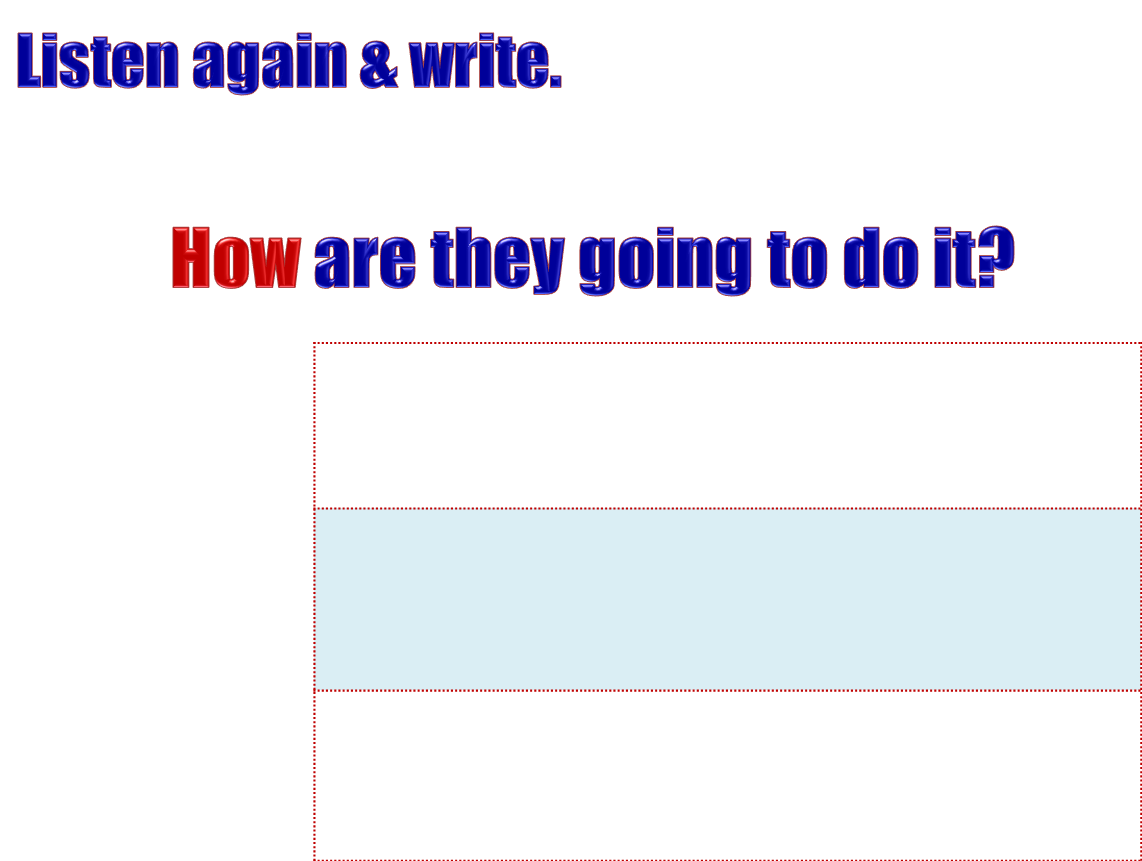 Listen again & write.
How are they going to do it?